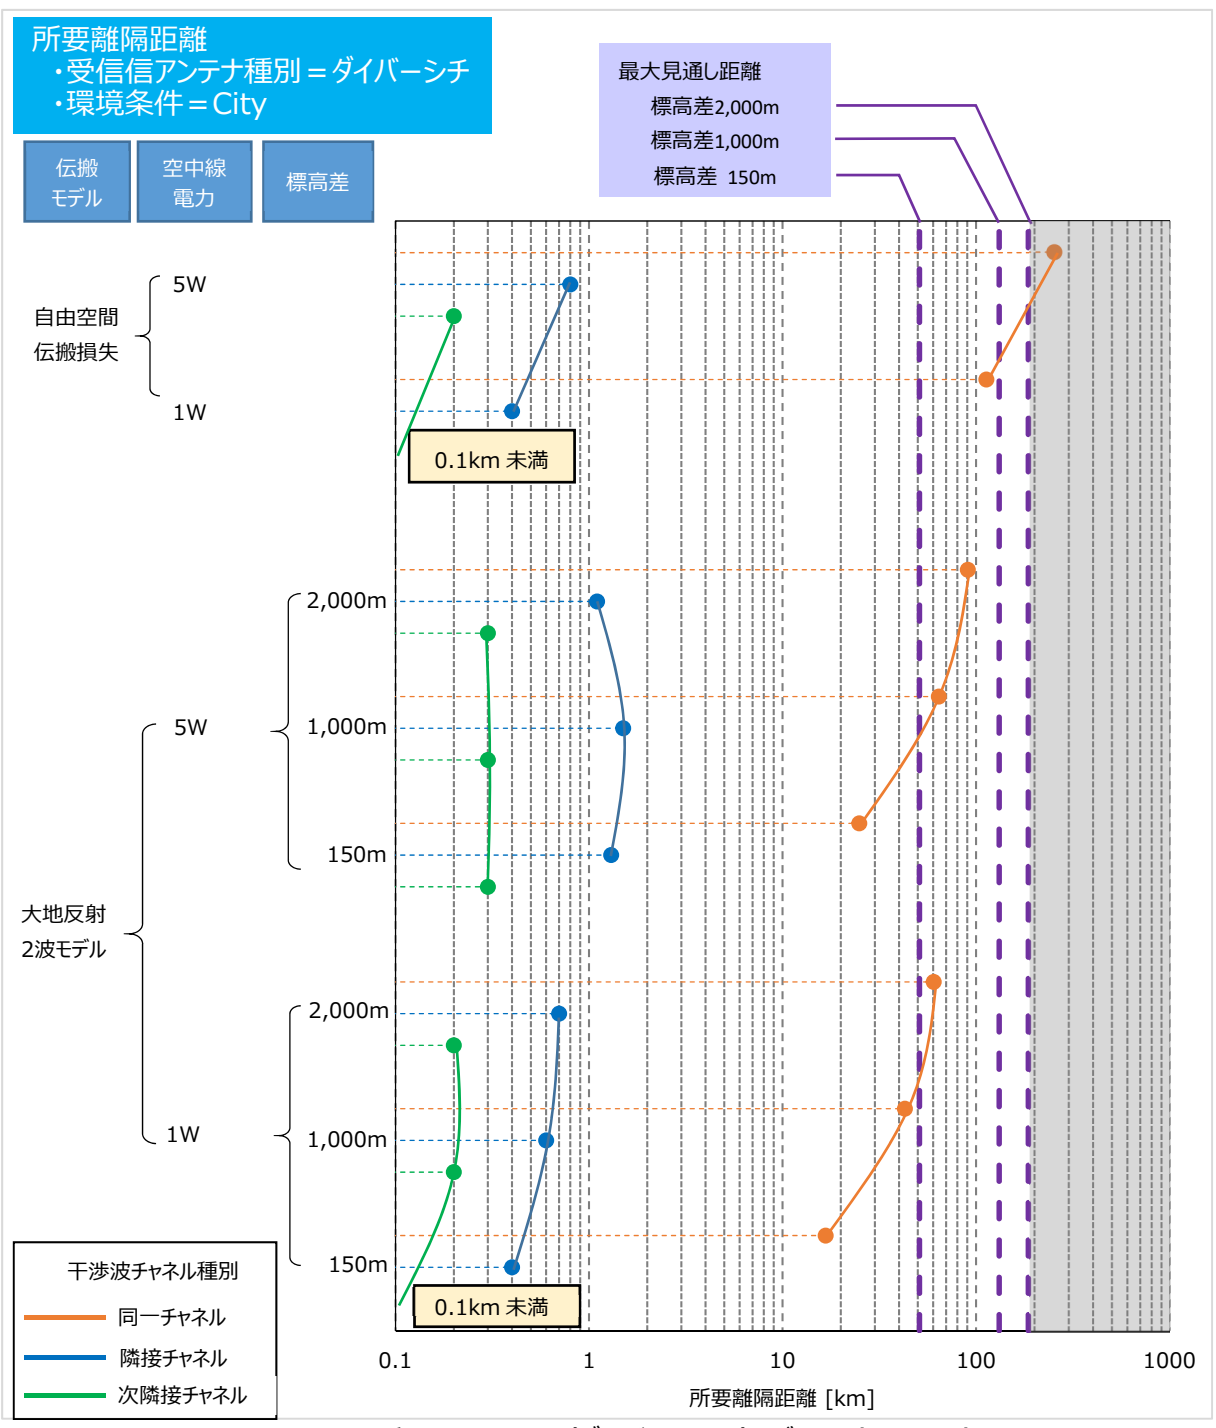 所要離隔距離
・受信信アンテナ種別＝ダイバーシチ
・環境条件＝City
最大見通し距離
標高差2,000m
標高差1,000m
標高差 150m
伝搬
モデル
空中線
電力
標高差
5W
自由空間
伝搬損失
1W
0.1km 未満
2,000m
5W
1,000m
150m
大地反射
2波モデル
2,000m
1W
1,000m
150m
0.1km 未満
干渉波チャネル種別
同一チャネル
隣接チャネル
次隣接チャネル
0.1
1
10
100
1000
所要離隔距離 [km]